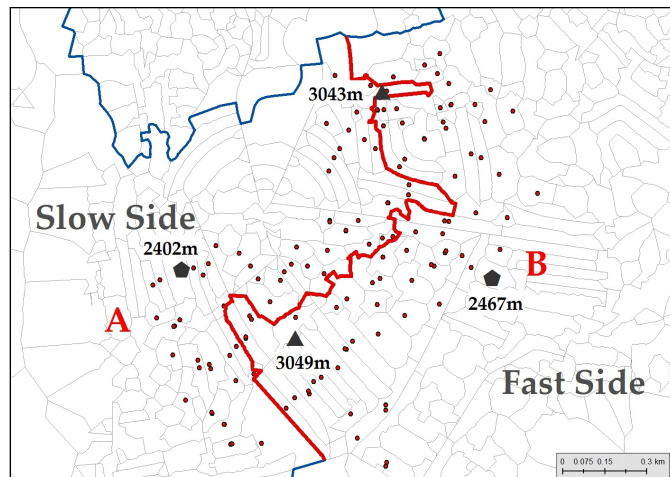 3043m
Slow Side
2402m
B
A
2467m
3049m
Fast Side
0 0.075 0.15 0.3 km